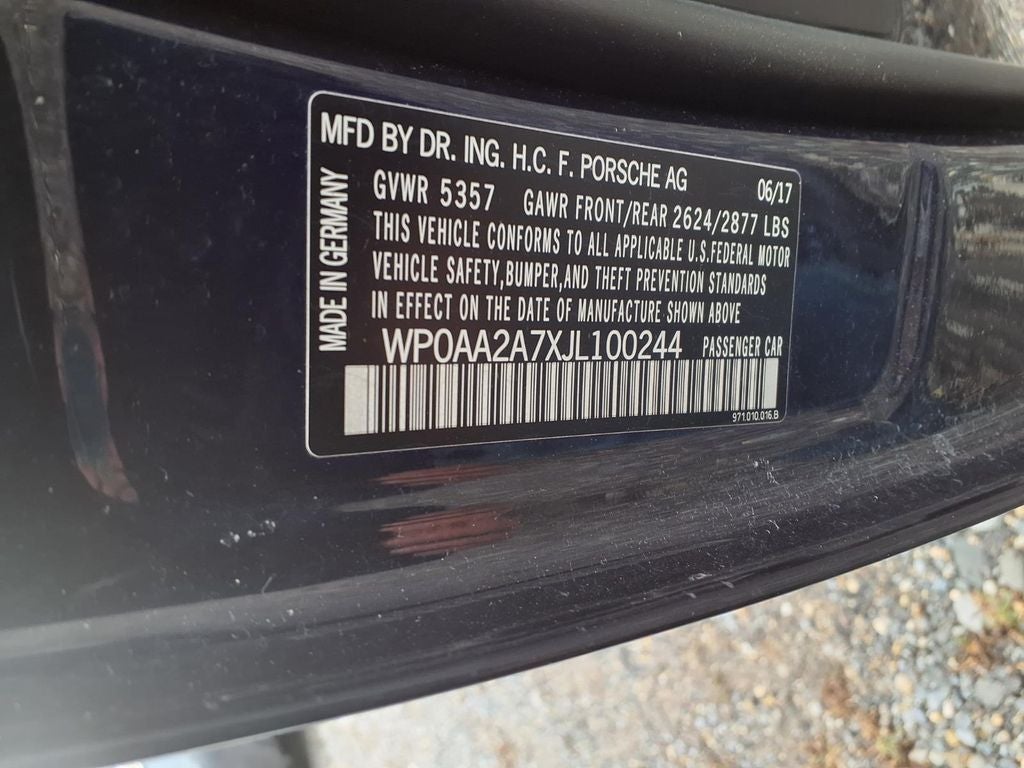 MFD BY DR. ING. H.C. F. PORSCHE AG 06/17
GVWR 5357 GAWR FRONT/REAR 2624/2877 LBS
THIS VEHICLE CONFORMS TO ALL APPLICABLE U.S.FEDERAL MOTOR
VEHICLE SAFETY,BUMPER,AND THEFT PREVENTION STANDARDS
IN EFFECT ON THE DATE OF MANUFACTURE SHOWN ABOVE
WP0AA2A7XJL100244 PASSENGER CAR
971.010.016.B
MADE IN GERMANY